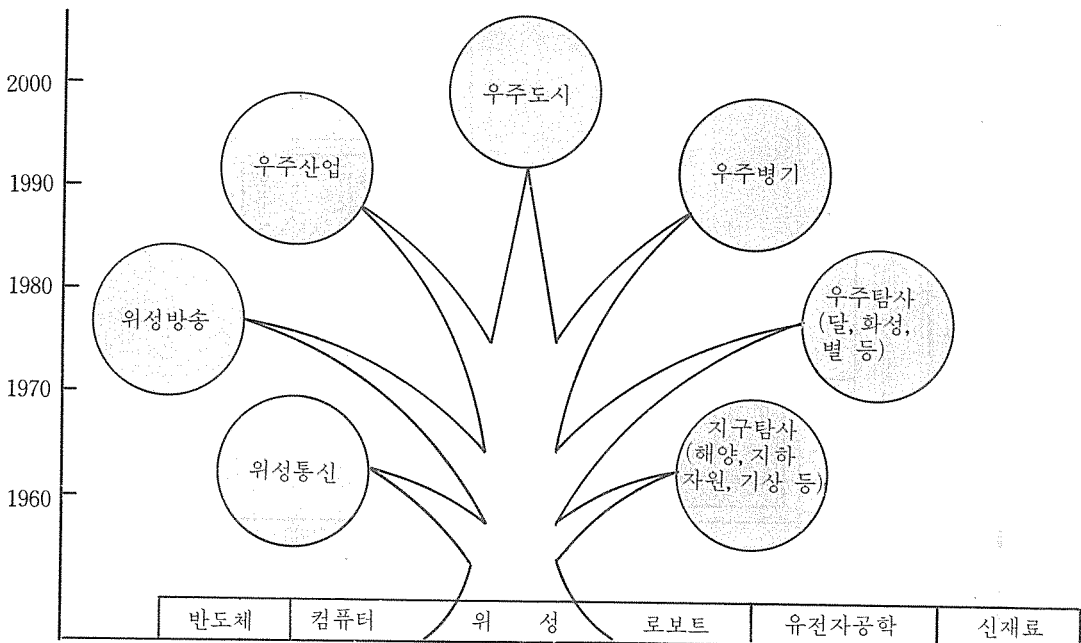 2000
우주도시
우주산업
우주병기
1990
1980
위성방송
우주탐사
(달, 화성,
별 등)
1970
위성통신
지구탐사
(해양, 지하
자원, 기상 등)
1960
반도체 컴퓨터 위 성 로보트 유전자공학 신재료